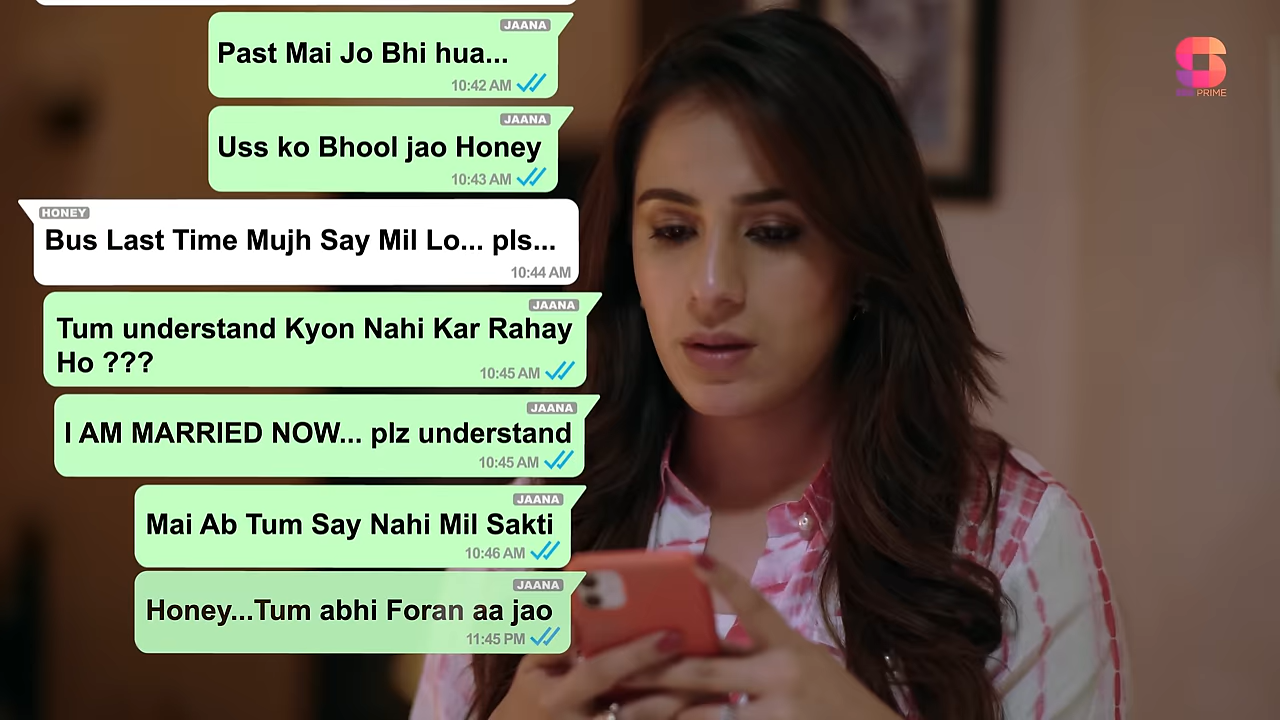 JAANA
Past Mai Jo Bhi hua...
10:42 AM
JAANA
Uss ko Bhool jao Honey
10:43 AM
HONEY
Bus Last Time Mujh Say Mil Lo... pls...
10:44 AM
JAANA
Tum understand Kyon Nahi Kar Rahay
Ho ???
10:45 AM
JAANA
I AM MARRIED NOW... plz understand
10:45 AM
JAANA
Mai Ab Tum Say Nahi Mil Sakti
10:46 AM
JAANA
Honey...Tum abhi Foran aa jao
11:45 PM
PRIME